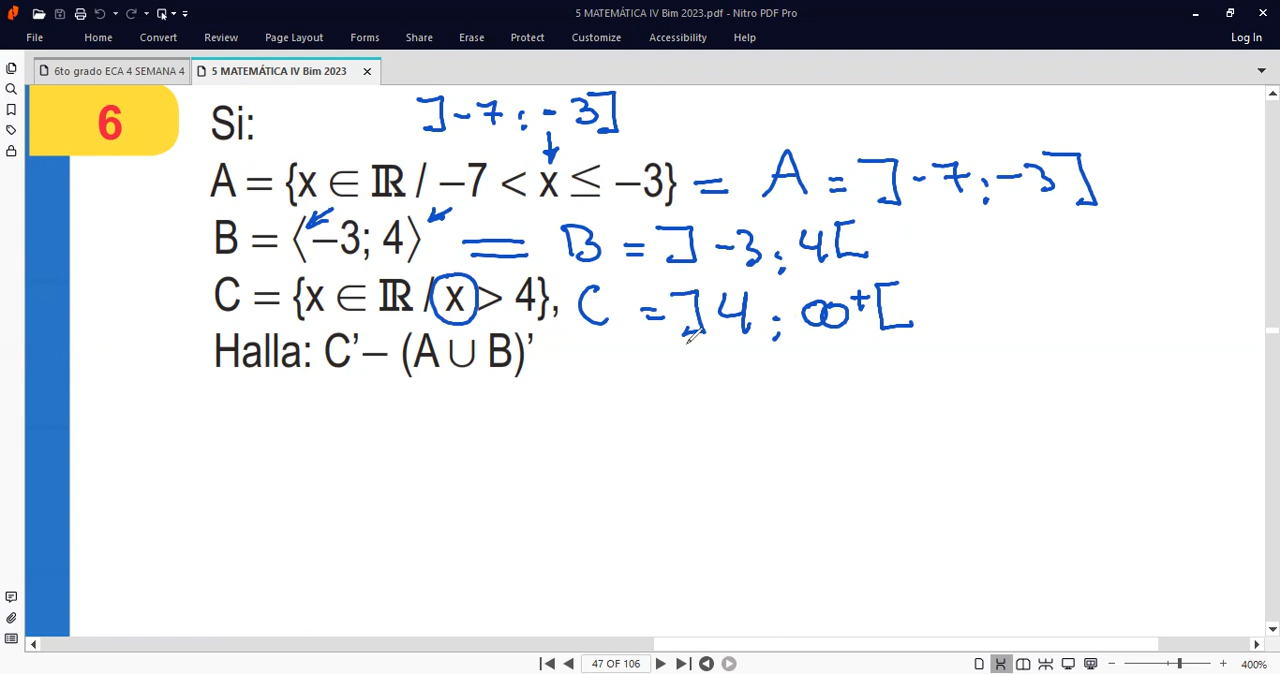 5 MATEMÁTICA IV Bim 2023.pdf - Nitro PDF Pro
File Home Convert Review Page Layout Forms Share Erase Protect Customize Accessibility Help Log In
6to grado ECA 4 SEMANA 4 5 MATEMÁTICA IV Bim 2023
6 Si: ]-7 ; -3]
A = {x ∈ ℝ / −7 < x ≤ −3} = A = ]-7 ; -3]
B = ⟨−3; 4⟩ = B = ]-3 ; 4[
C = {x ∈ ℝ / x > 4}, C = ]4 ; ∞+[
Halla: C’− (A ∪ B)’
47 OF 106 400%